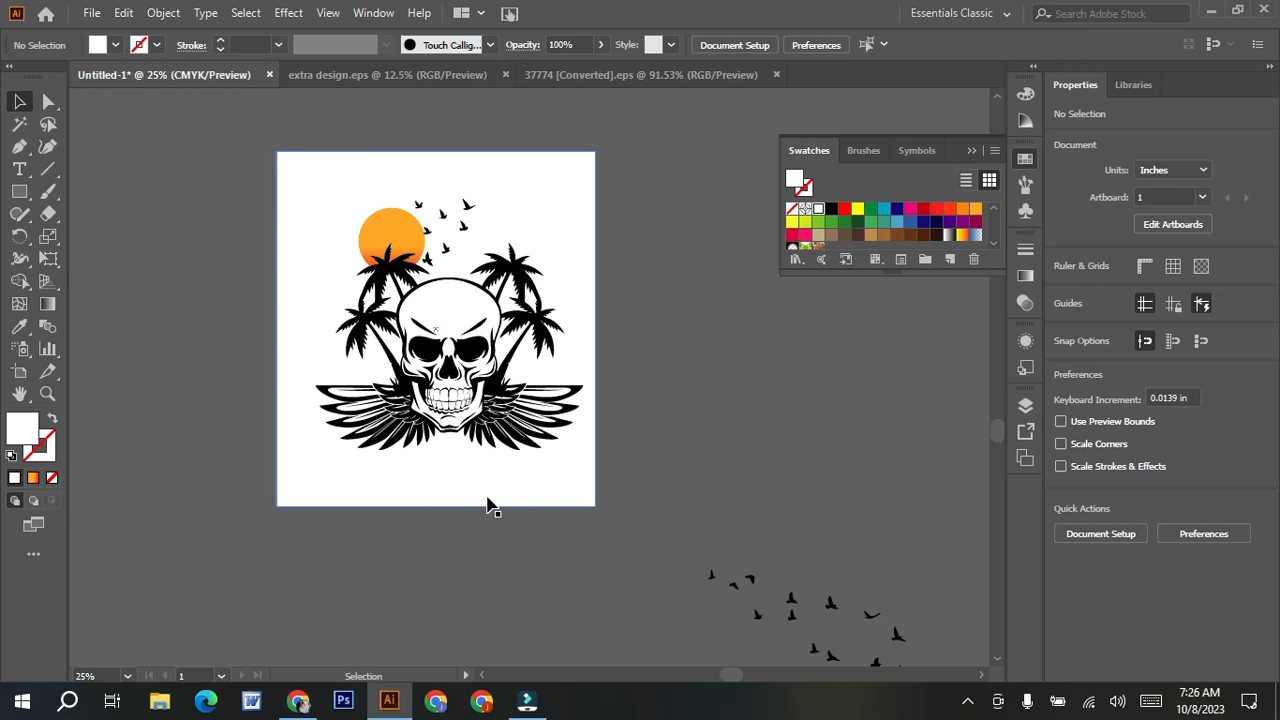 Ai File Edit Object Type Select Effect View Window Help Essentials Classic Search Adobe Stock
No Selection Stroke: Touch Callig... Opacity: 100% Style: Document Setup Preferences
Untitled-1* @ 25% (CMYK/Preview) × extra design.eps @ 12.5% (RGB/Preview) × 37774 [Converted].eps @ 91.53% (RGB/Preview) ×
Properties Libraries
No Selection
Document
Units: Inches
Artboard: 1
Edit Artboards
Ruler & Grids
Guides
Snap Options
Preferences
Keyboard Increment: 0.0139 in
Use Preview Bounds
Scale Corners
Scale Strokes & Effects
Quick Actions
Document Setup Preferences
Swatches Brushes Symbols
25% 1 Selection
W Ps Ai
7:26 AM
10/8/2023